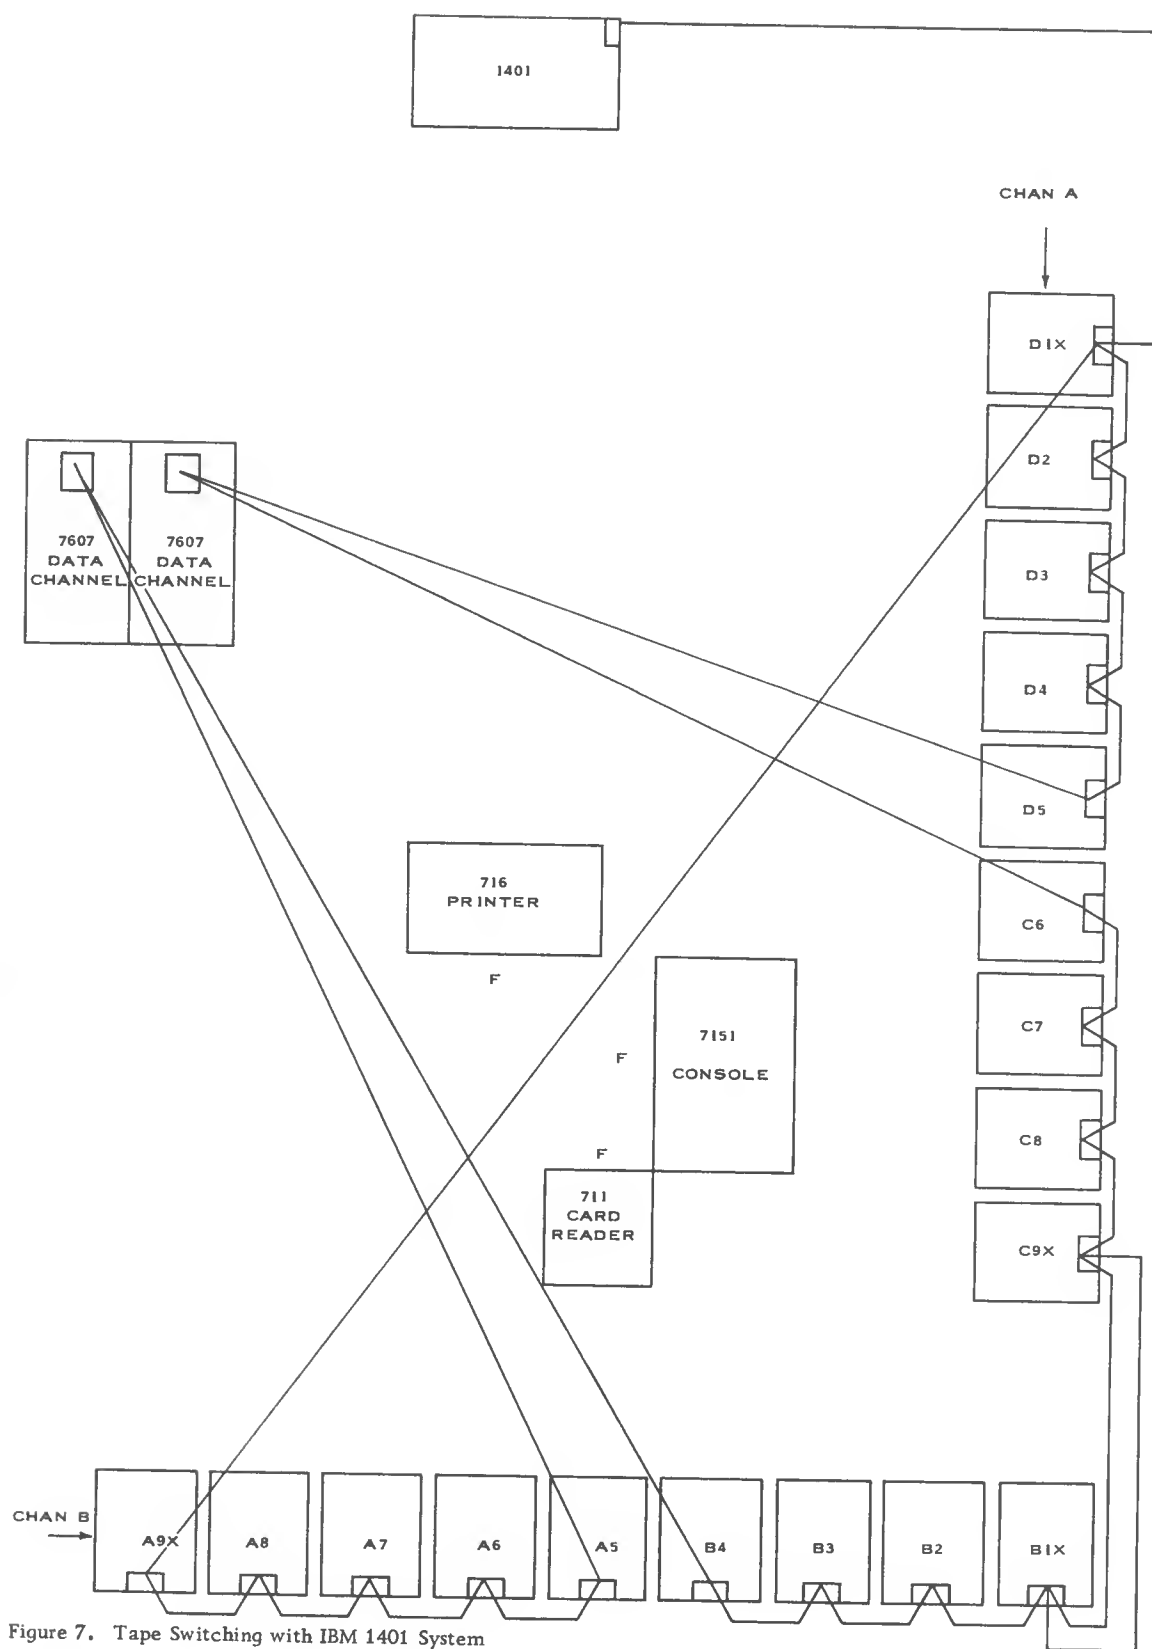 1401
CHAN A
D1X
D2
7607
DATA
CHANNEL
7607
DATA
CHANNEL
D3
D4
D5
716
PRINTER
F
C6
7151
CONSOLE
F
C7
F
711
CARD
READER
C8
C9X
CHAN B
A9X
A8
A7
A6
A5
B4
B3
B2
B1X
Figure 7. Tape Switching with IBM 1401 System